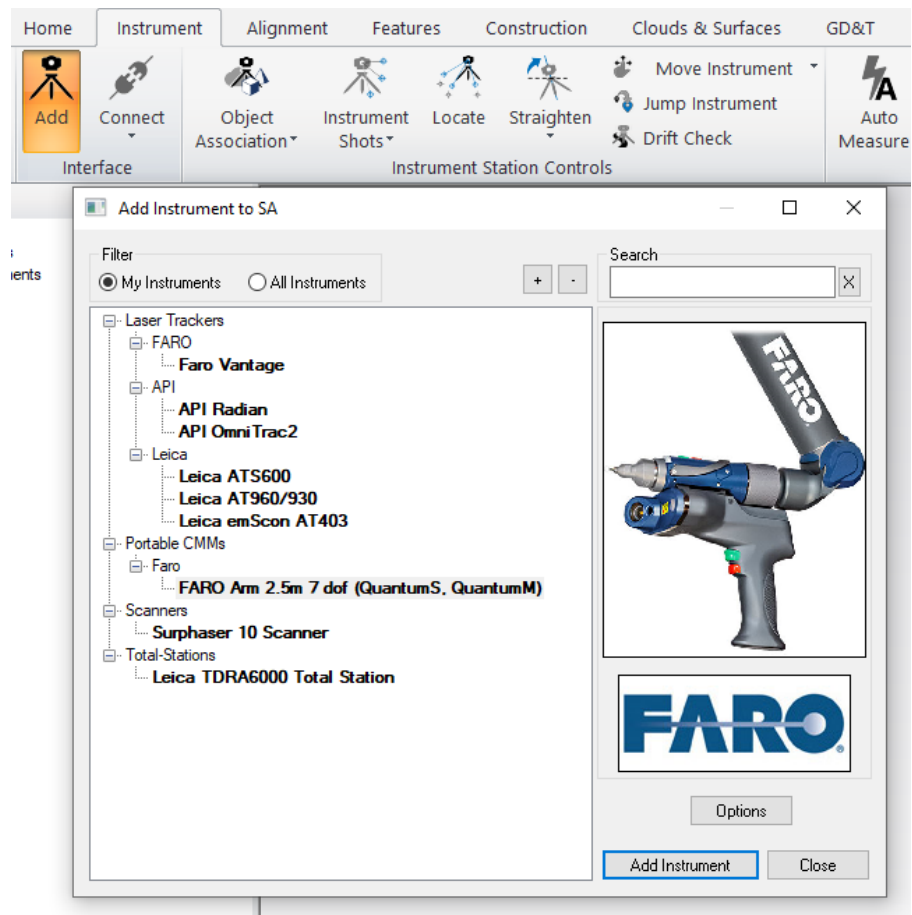 Home Instrument Alignment Features Construction Clouds & Surfaces GD&T
Add Connect Object Association Instrument Shots Locate Straighten
Move Instrument
Jump Instrument
Drift Check
Auto Measure
Interface Instrument Station Controls
Add Instrument to SA
Filter
My Instruments All Instruments
+ -
Search
X
Laser Trackers
FARO
Faro Vantage
API
API Radian
API OmniTrac2
Leica
Leica ATS600
Leica AT960/930
Leica emScon AT403
Portable CMMs
Faro
FARO Arm 2.5m 7 dof (QuantumS, QuantumM)
Scanners
Surphaser 10 Scanner
Total-Stations
Leica TDRA6000 Total Station
FARO
FARO
Options
Add Instrument Close